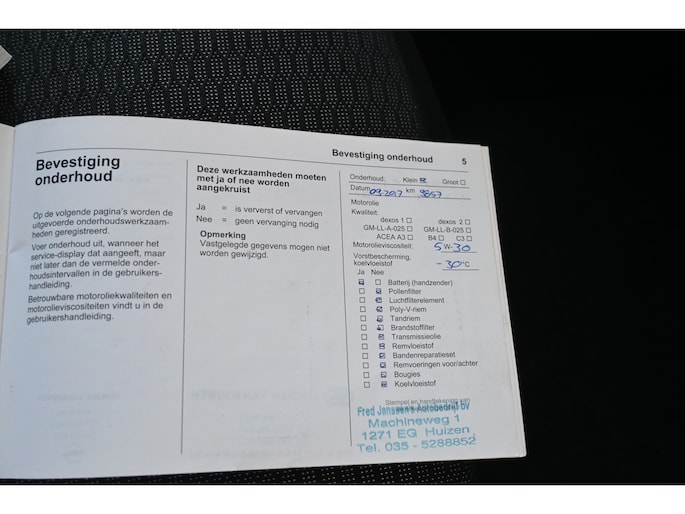 Bevestiging onderhoud 5
Bevestiging
onderhoud
Op de volgende pagina's worden de
uitgevoerde onderhoudswerkzaam-
heden geregistreerd.
Voer onderhoud uit, wanneer het
service-display dat aangeeft, maar
niet later dan de vermelde onder-
houdsintervallen in de gebruikers-
handleiding.
Betrouwbare motoroliekwaliteiten en
motorolieviscositeiten vindt u in de
gebruikershandleiding.
Deze werkzaamheden moeten
met ja of nee worden
aangekruist
Ja = is ververst of vervangen
Nee = geen vervanging nodig
Opmerking
Vastgelegde gegevens mogen niet
worden gewijzigd.
Onderhoud: Klein Groot
Datum 09.2017 km 9857
Motorolie
Kwaliteit:
dexos 1 dexos 2
GM-LL-A-025 GM-LL-B-025
ACEA A3 B4 C3
Motorolieviscositeit: 5W-30
Vorstbescherming,
koelvloeistof -30°C
Ja Nee
Batterij (handzender)
Pollenfilter
Luchtfilterelement
Poly-V-riem
Tandriem
Brandstoffilter
Transmissieolie
Remvloeistof
Bandenreparatieset
Remvoeringen voor/achter
Bougies
Koelvloeistof
Stempel en handtekening van
Fred Janssen's Autobedrijf bv
Machineweg 1
1271 EG Huizen
Tel. 035 - 5288852